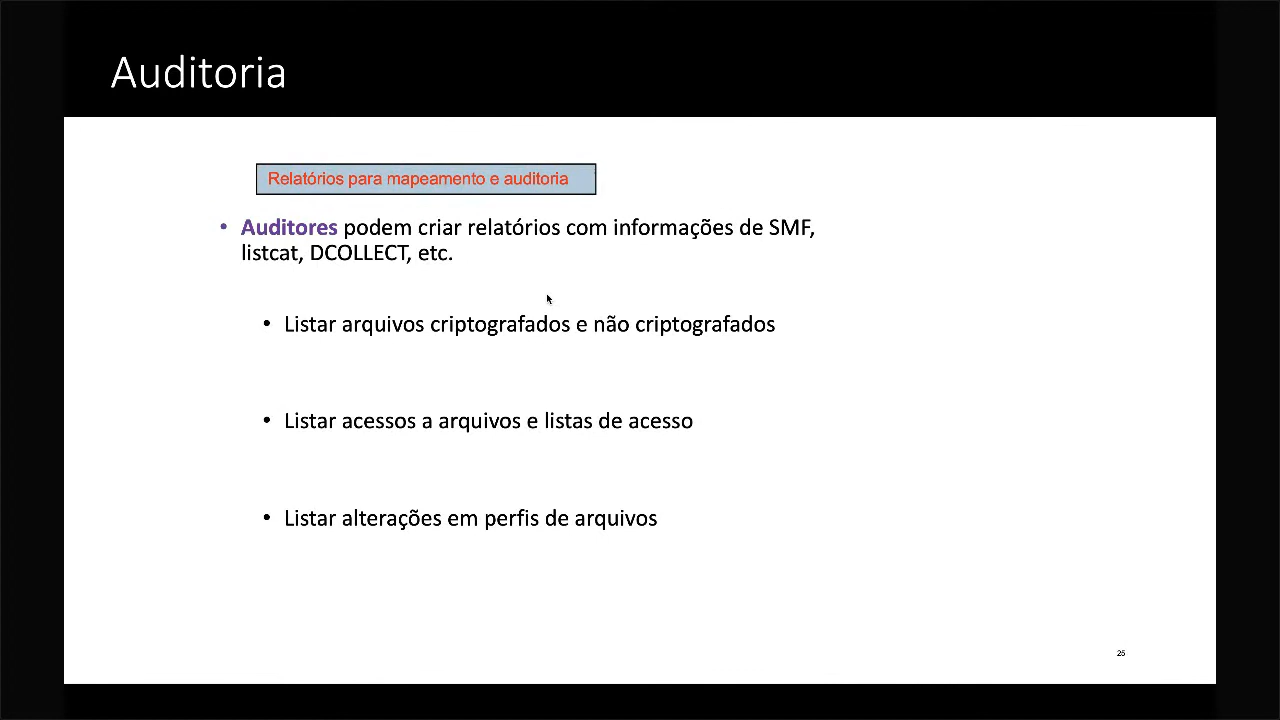 Auditoria
Relatórios para mapeamento e auditoria
• Auditores podem criar relatórios com informações de SMF,
listcat, DCOLLECT, etc.
• Listar arquivos criptografados e não criptografados
• Listar acessos a arquivos e listas de acesso
• Listar alterações em perfis de arquivos
25